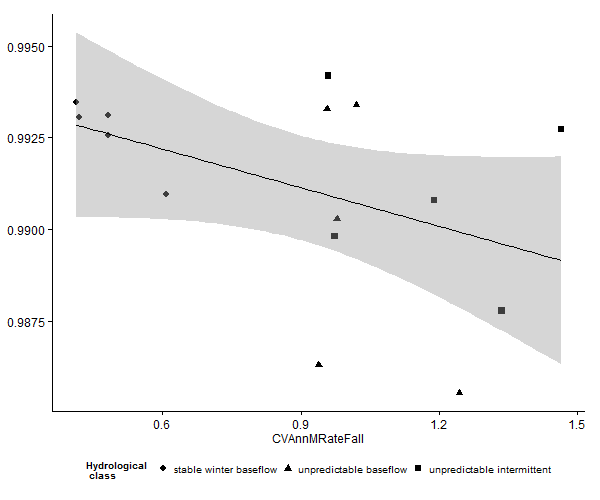 0.9950
0.9925
0.9900
0.9875
0.6 0.9 1.2 1.5
CVAnnMRateFall
Hydrological
class
stable winter baseflow unpredictable baseflow unpredictable intermittent